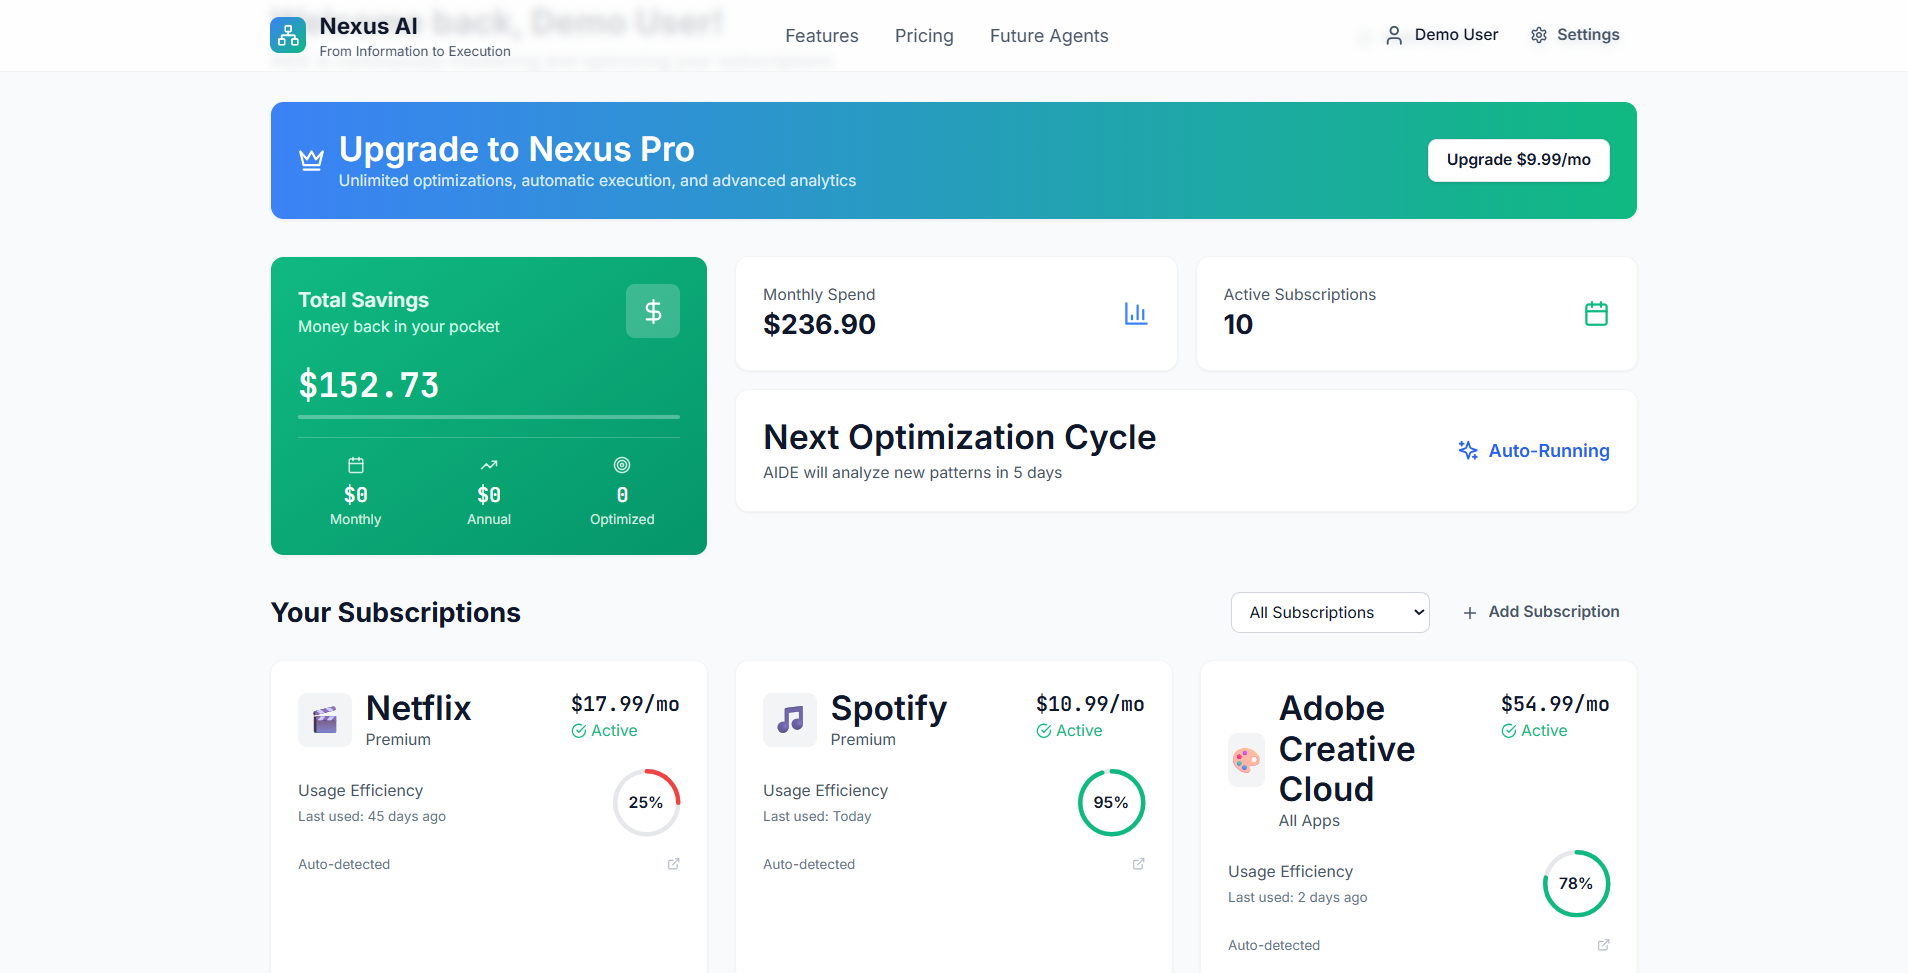 Welcome back, Demo User!
Nexus AI
From Information to Execution
Features
Pricing
Future Agents
Demo User
Settings
Upgrade to Nexus Pro
Unlimited optimizations, automatic execution, and advanced analytics
Upgrade $9.99/mo
Total Savings
Money back in your pocket
$152.73
$0
Monthly
$0
Annual
0
Optimized
Monthly Spend
$236.90
Active Subscriptions
10
Next Optimization Cycle
AIDE will analyze new patterns in 5 days
Auto-Running
Your Subscriptions
All Subscriptions
Add Subscription
Netflix
Premium
$17.99/mo
Active
Usage Efficiency
Last used: 45 days ago
25%
Auto-detected
Spotify
Premium
$10.99/mo
Active
Usage Efficiency
Last used: Today
95%
Auto-detected
Adobe
Creative
Cloud
All Apps
$54.99/mo
Active
Usage Efficiency
Last used: 2 days ago
78%
Auto-detected